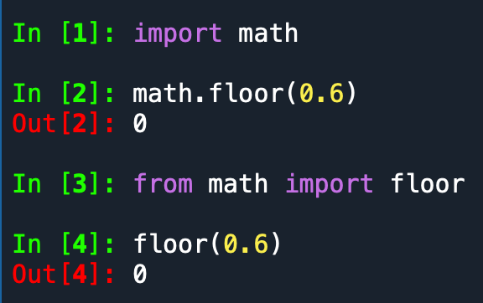 In [1]: import math
In [2]: math.floor(0.6)
Out[2]: 0
In [3]: from math import floor
In [4]: floor(0.6)
Out[4]: 0